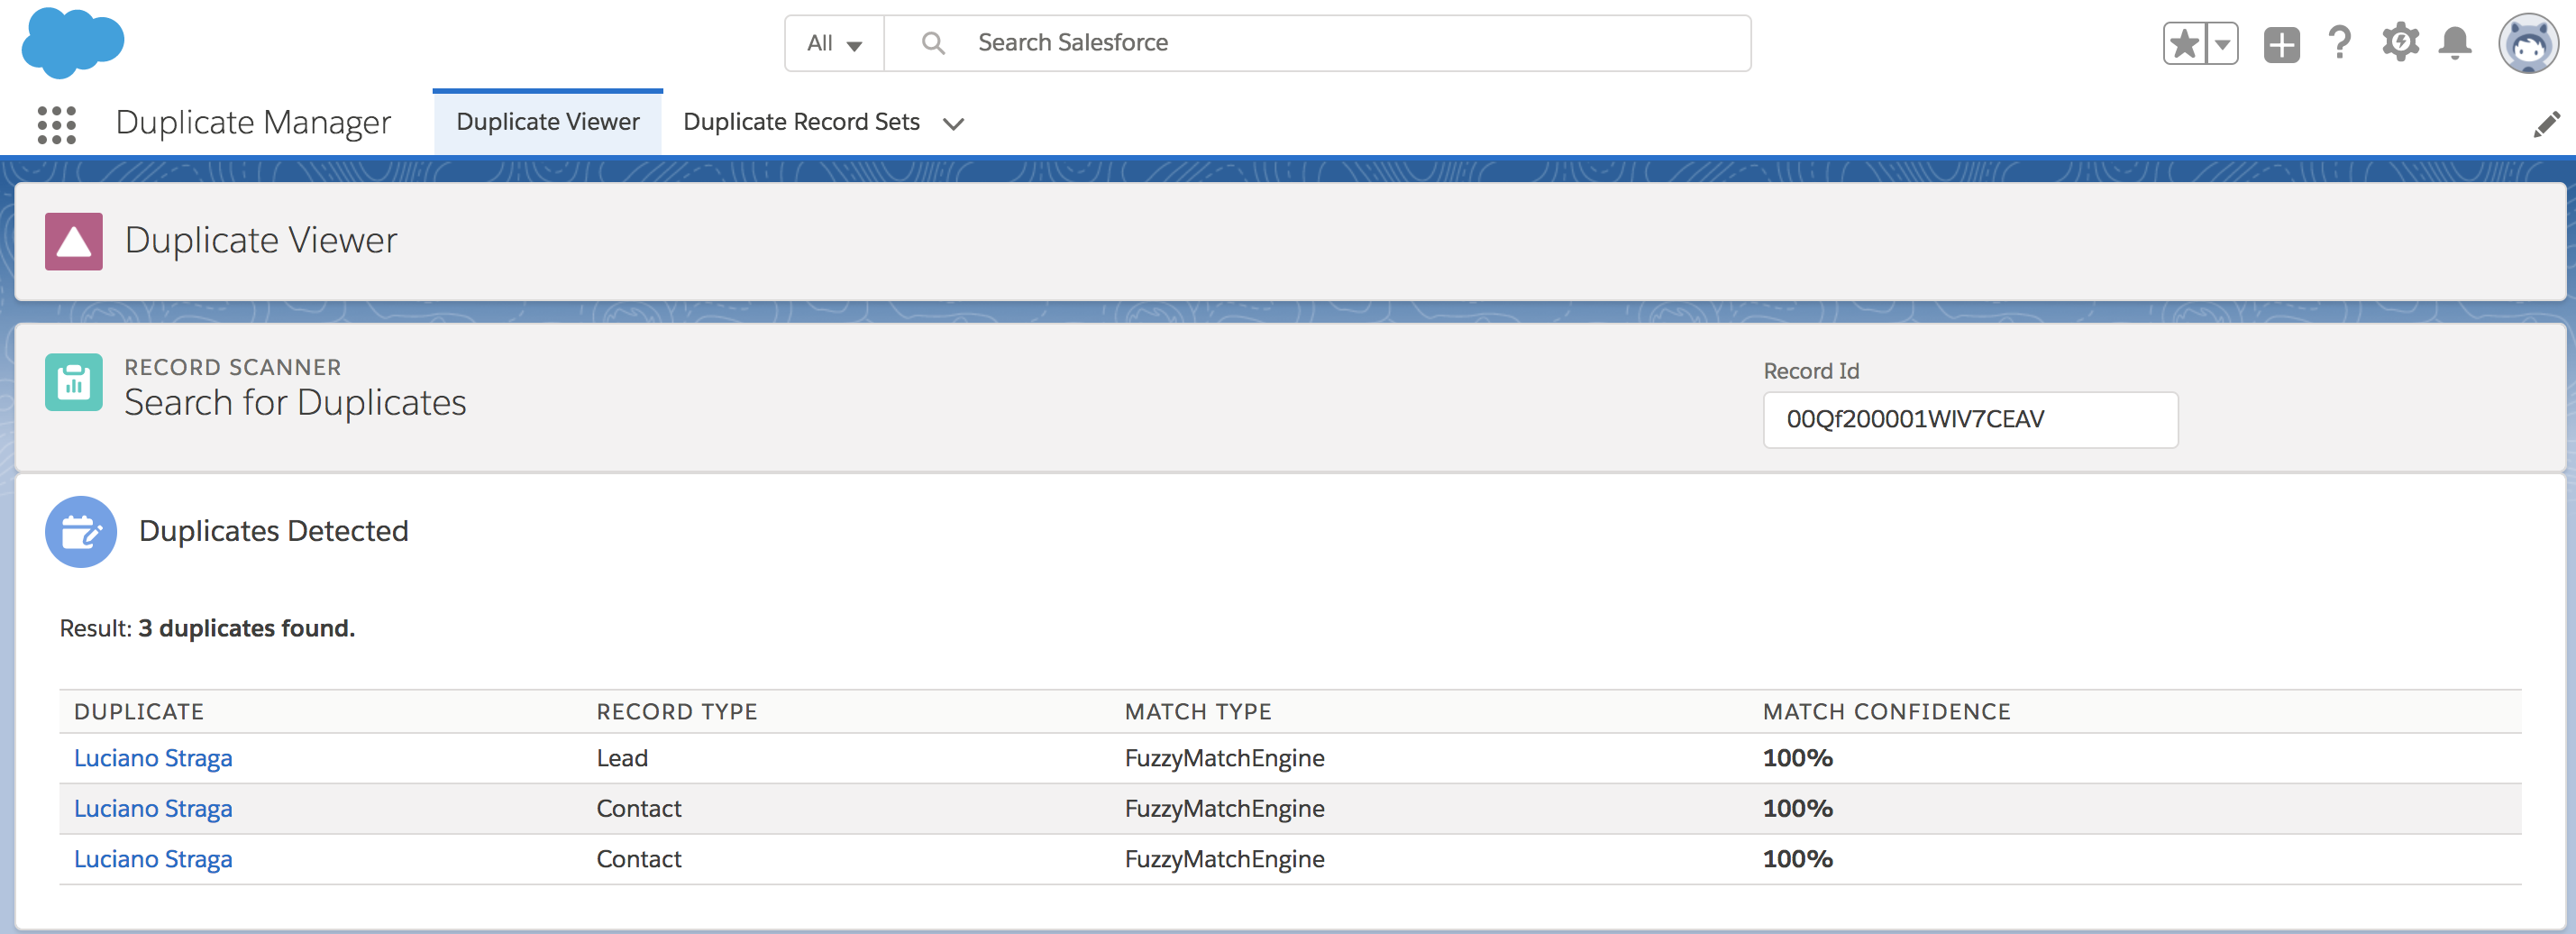 All Search Salesforce
Duplicate Manager Duplicate Viewer Duplicate Record Sets
Duplicate Viewer
RECORD SCANNER
Search for Duplicates
Record Id
00Qf200001WIV7CEAV
Duplicates Detected
Result: 3 duplicates found.
DUPLICATE RECORD TYPE MATCH TYPE MATCH CONFIDENCE
Luciano Straga Lead FuzzyMatchEngine 100%
Luciano Straga Contact FuzzyMatchEngine 100%
Luciano Straga Contact FuzzyMatchEngine 100%